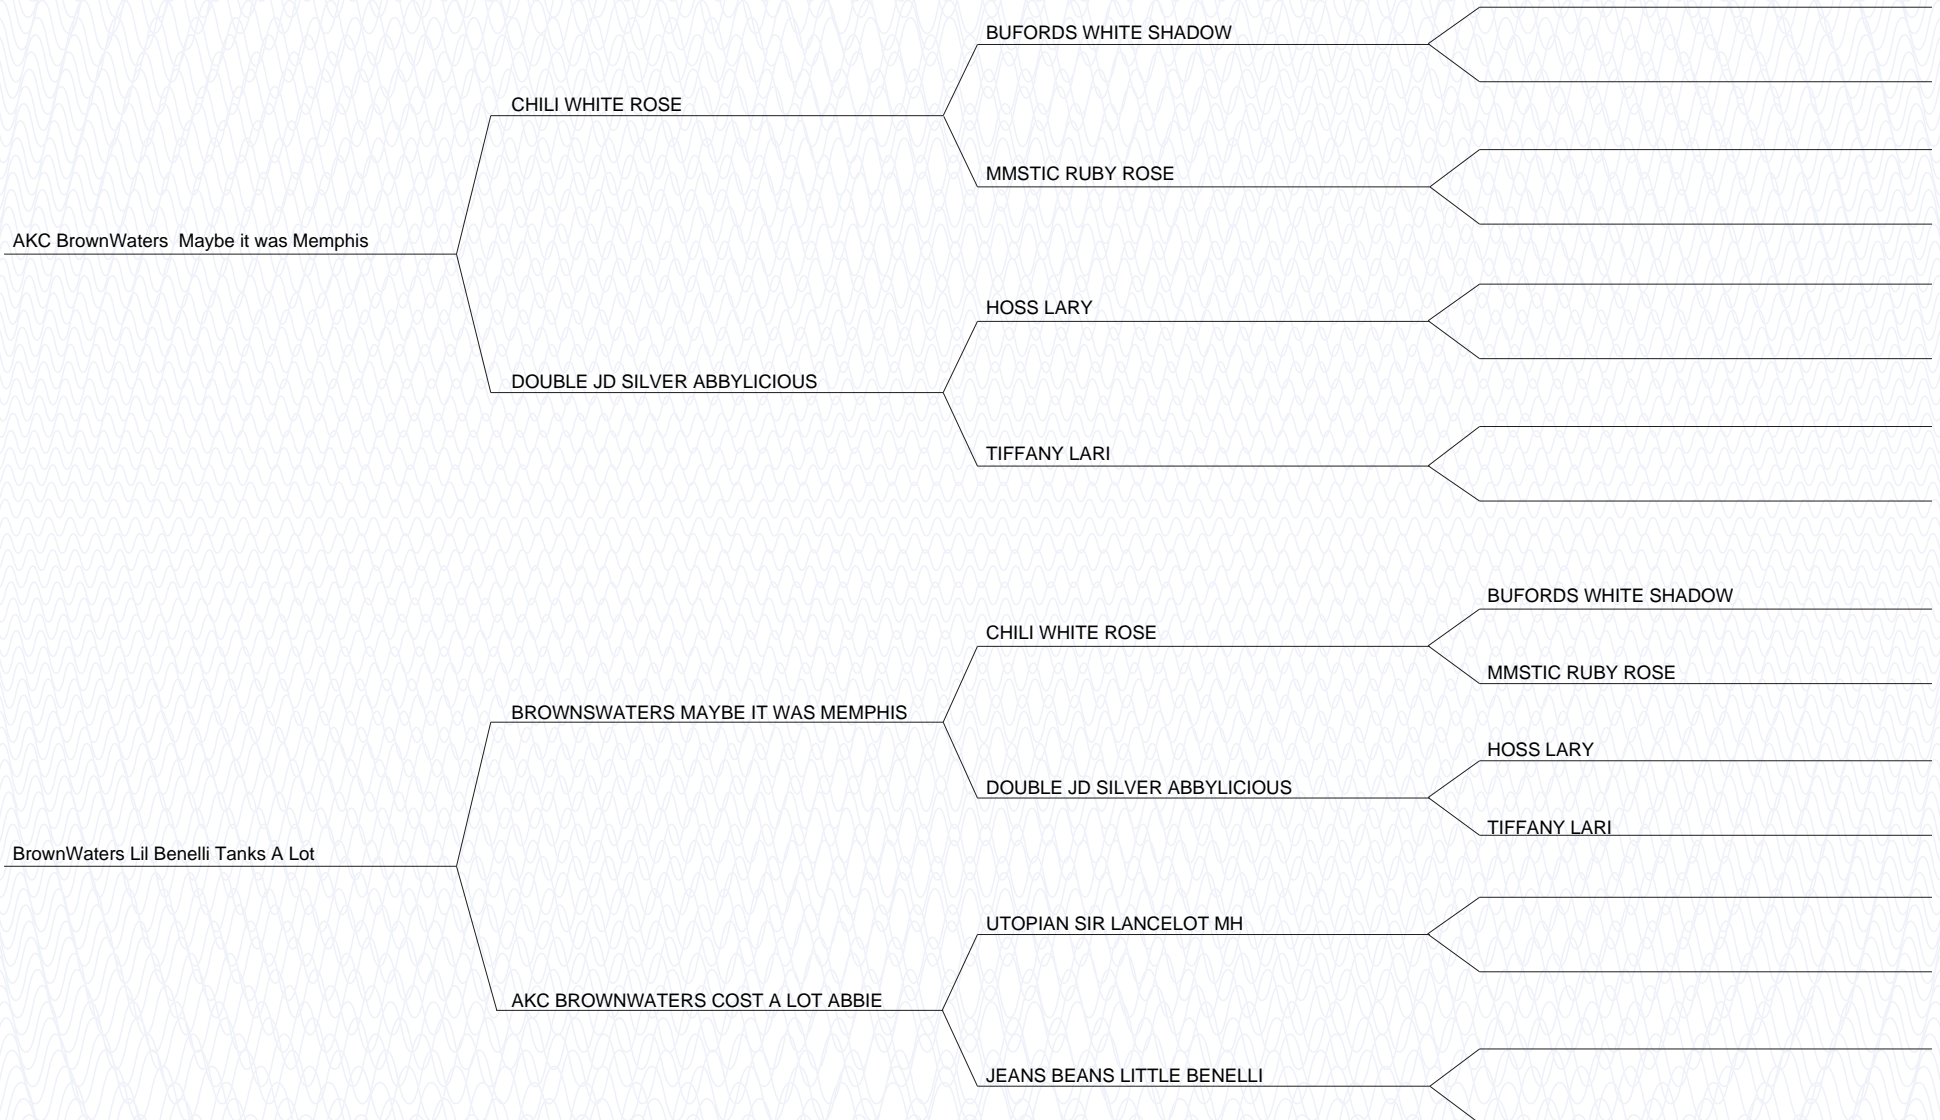 BUFORDS WHITE SHADOW
CHILI WHITE ROSE
MMSTIC RUBY ROSE
AKC BrownWaters  Maybe it was Memphis
HOSS LARY
DOUBLE JD SILVER ABBYLICIOUS
TIFFANY LARI
BUFORDS WHITE SHADOW
CHILI WHITE ROSE
MMSTIC RUBY ROSE
BROWNSWATERS MAYBE IT WAS MEMPHIS
HOSS LARY
DOUBLE JD SILVER ABBYLICIOUS
TIFFANY LARI
BrownWaters Lil Benelli Tanks A Lot
UTOPIAN SIR LANCELOT MH
AKC BROWNWATERS COST A LOT ABBIE
JEANS BEANS LITTLE BENELLI